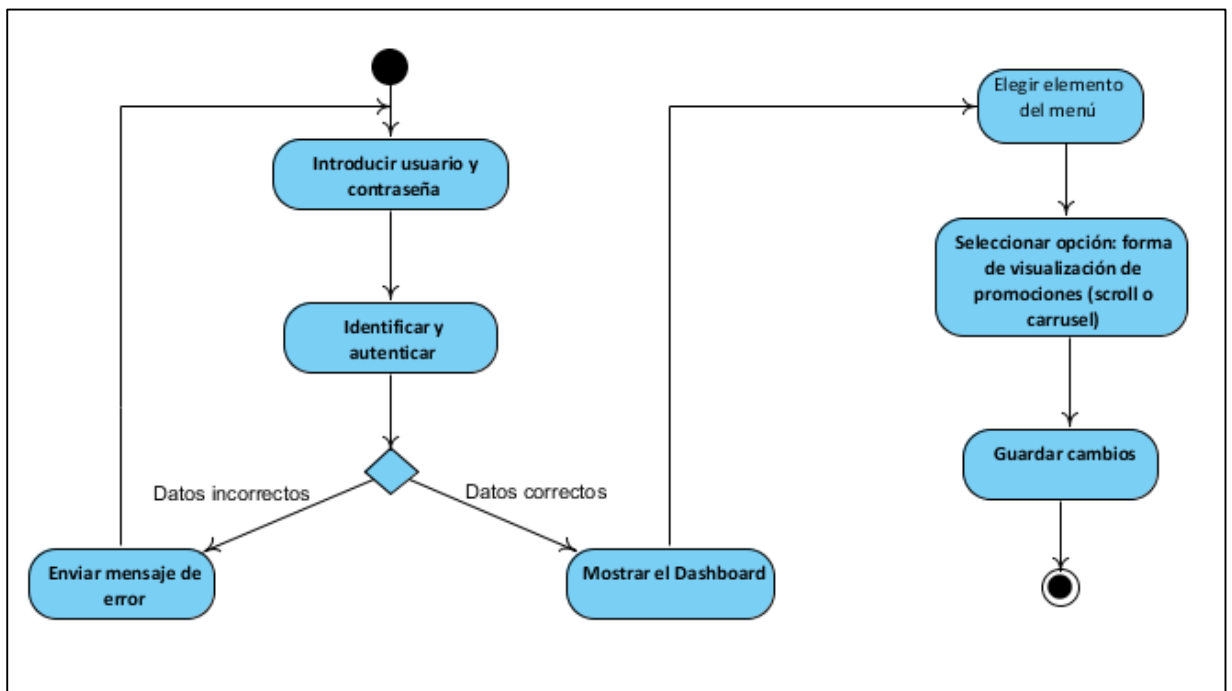 Introducir usuario y
contraseña
Identificar y
autenticar
Datos incorrectos
Datos correctos
Enviar mensaje de
error
Mostrar el Dashboard
Elegir elemento
del menú
Seleccionar opción: forma
de visualización de
promociones (scroll o
carrusel)
Guardar cambios